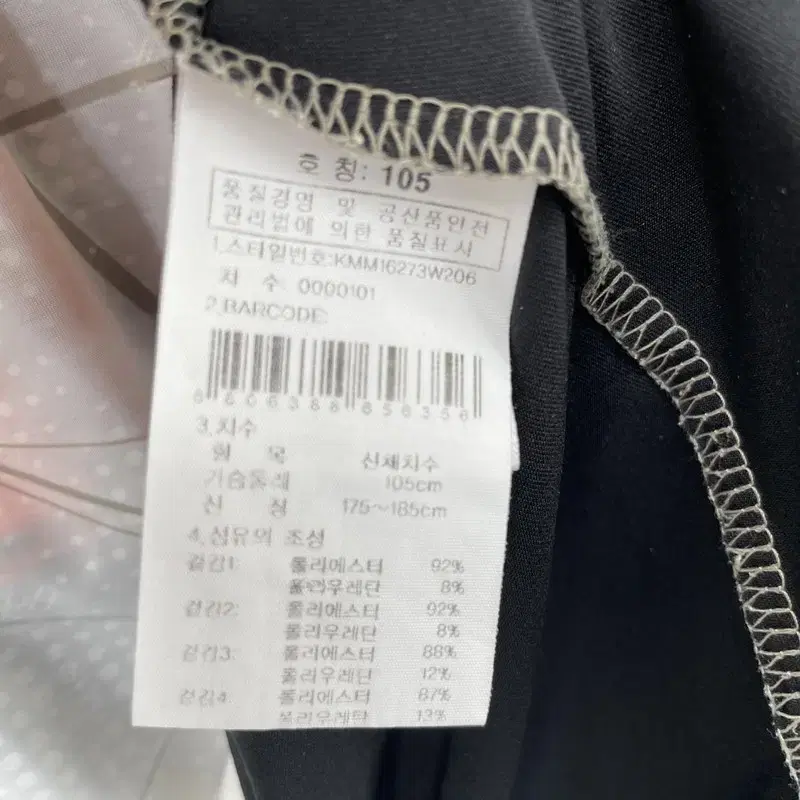 호 칭: 105
품질경영 및 공산품안전
관리법에 의한 품질표시
1.스타일번호:KMM16273W206
차 수: 0000101
2.BARCODE:
8806388858356
3.치수
항 목 신체치수
가슴둘레 105cm
신 장 175~185cm
4.섬유의 조성
겉감1: 폴리에스터 92%
폴리우레탄 8%
겉감2: 폴리에스터 92%
폴리우레탄 8%
겉감3: 폴리에스터 88%
폴리우레탄 12%
겉감4: 폴리에스터 87%
폴리우레탄 13%